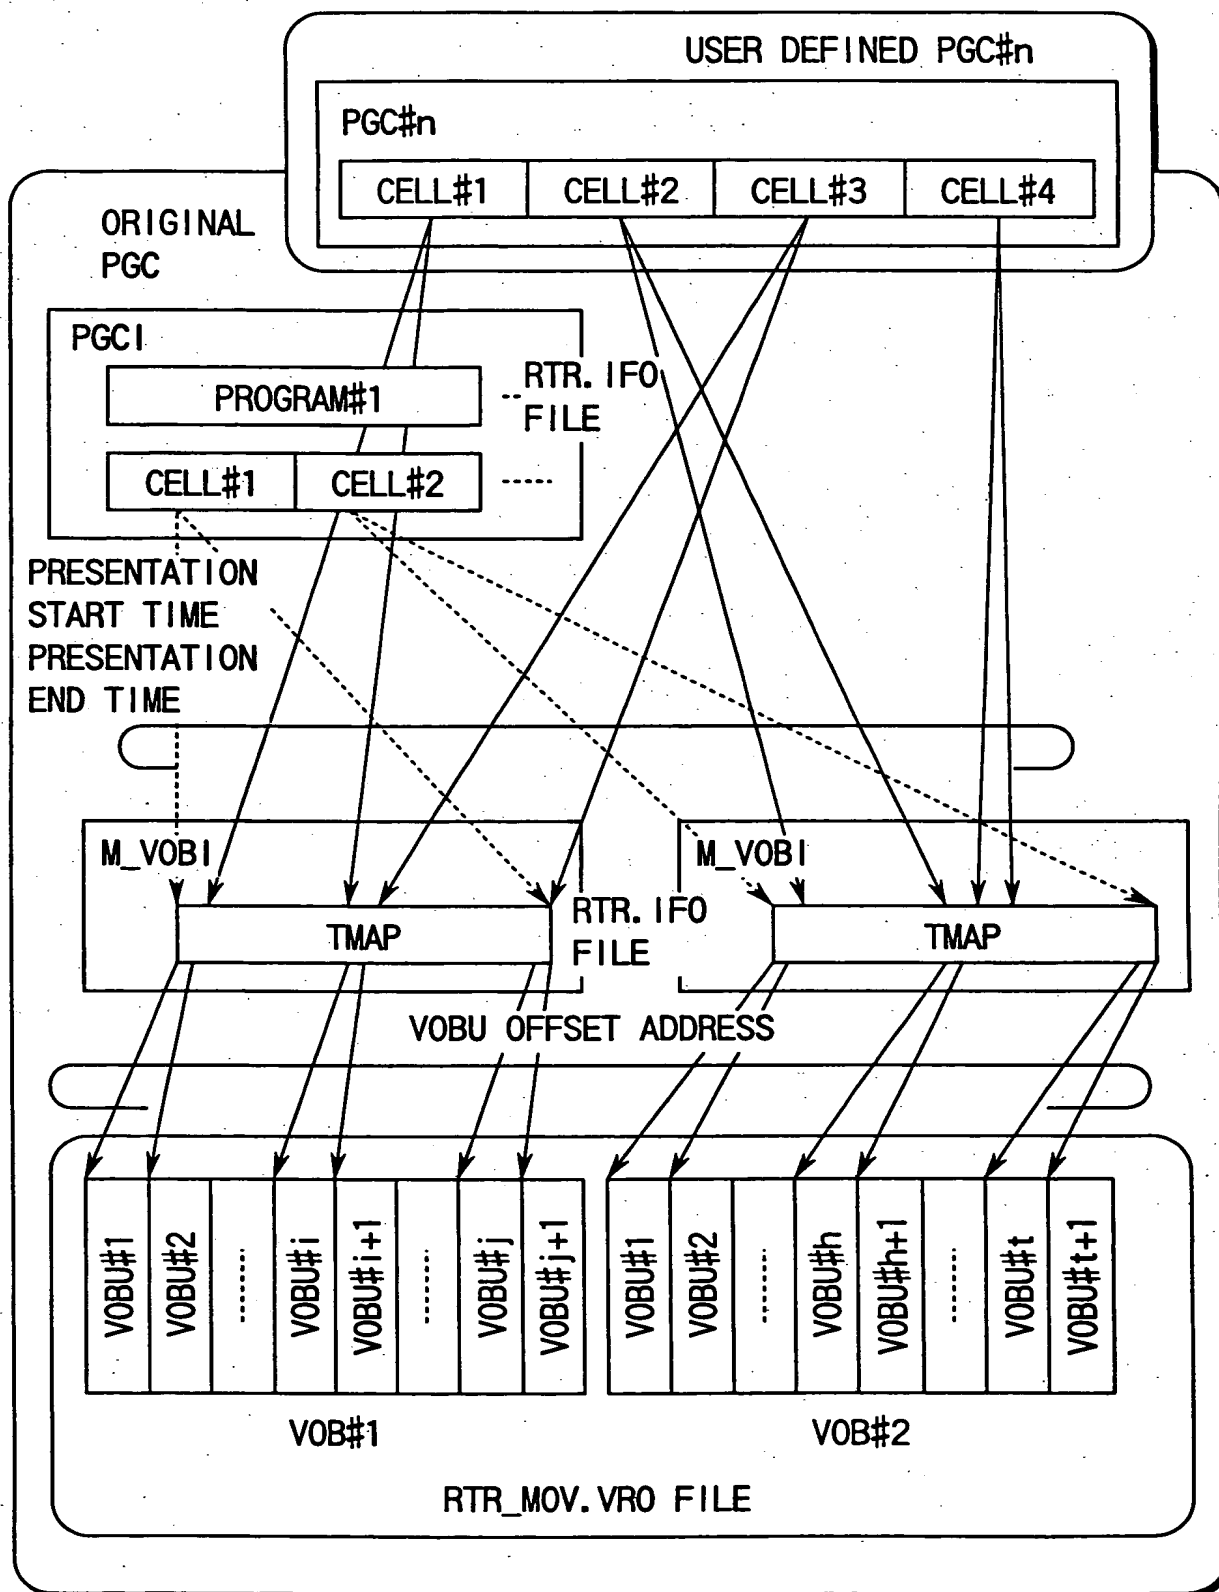 USER DEFINED PGC#n
PGC#n
CELL#1 CELL#2 CELL#3 CELL#4
ORIGINAL
PGC
PGCI
PROGRAM#1
RTR.IFO
FILE
CELL#1 CELL#2
PRESENTATION
START TIME
PRESENTATION
END TIME
M_VOBI
M_VOBI
TMAP
RTR.IFO
FILE
TMAP
VOBU OFFSET ADDRESS
VOBU#1
VOBU#2
VOBU#i
VOBU#i+1
VOBU#j
VOBU#j+1
VOBU#1
VOBU#2
VOBU#h
VOBU#h+1
VOBU#t
VOBU#t+1
VOB#1
VOB#2
RTR_MOV.VRO FILE